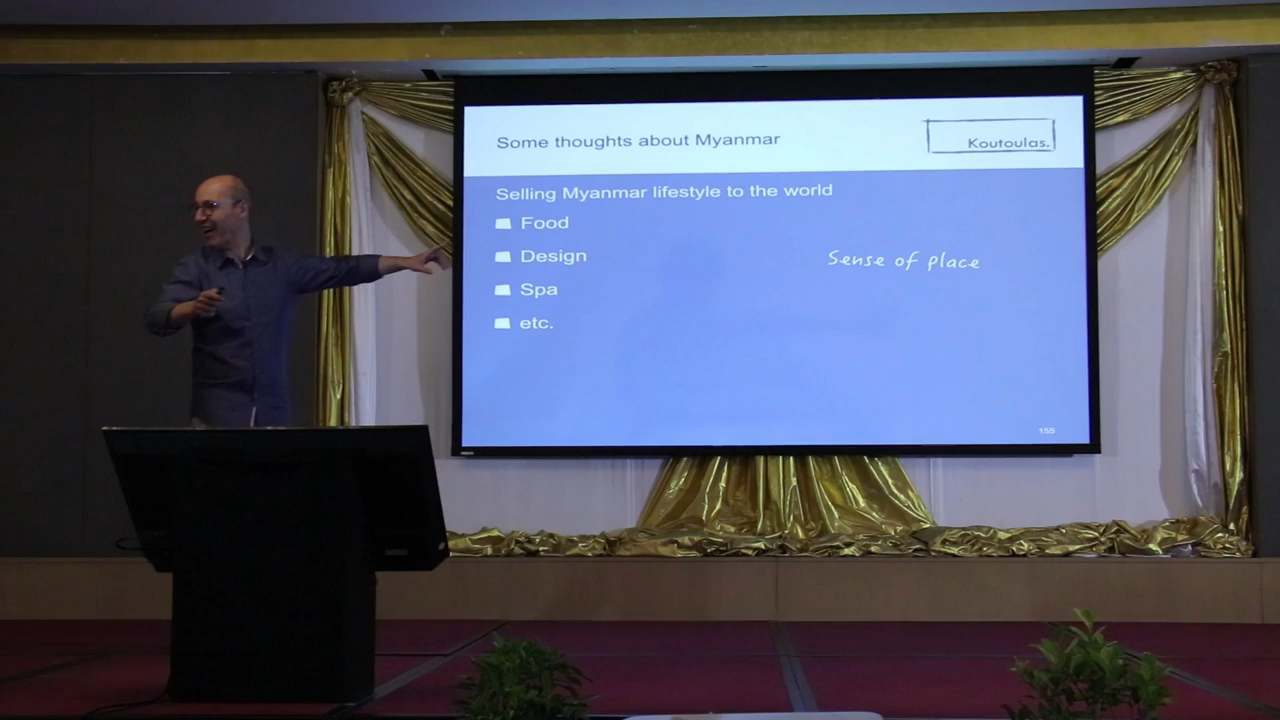 Some thoughts about Myanmar
Koutoulas.
Selling Myanmar lifestyle to the world
Food
Design
Spa
etc.
Sense of place
155